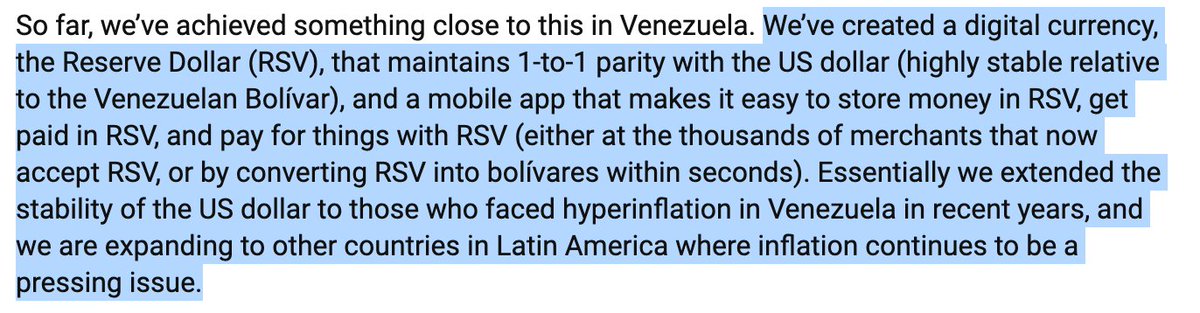 So far, we’ve achieved something close to this in Venezuela. We’ve created a digital currency,
the Reserve Dollar (RSV), that maintains 1-to-1 parity with the US dollar (highly stable relative
to the Venezuelan Bolívar), and a mobile app that makes it easy to store money in RSV, get
paid in RSV, and pay for things with RSV (either at the thousands of merchants that now
accept RSV, or by converting RSV into bolívares within seconds). Essentially we extended the
stability of the US dollar to those who faced hyperinflation in Venezuela in recent years, and
we are expanding to other countries in Latin America where inflation continues to be a
pressing issue.